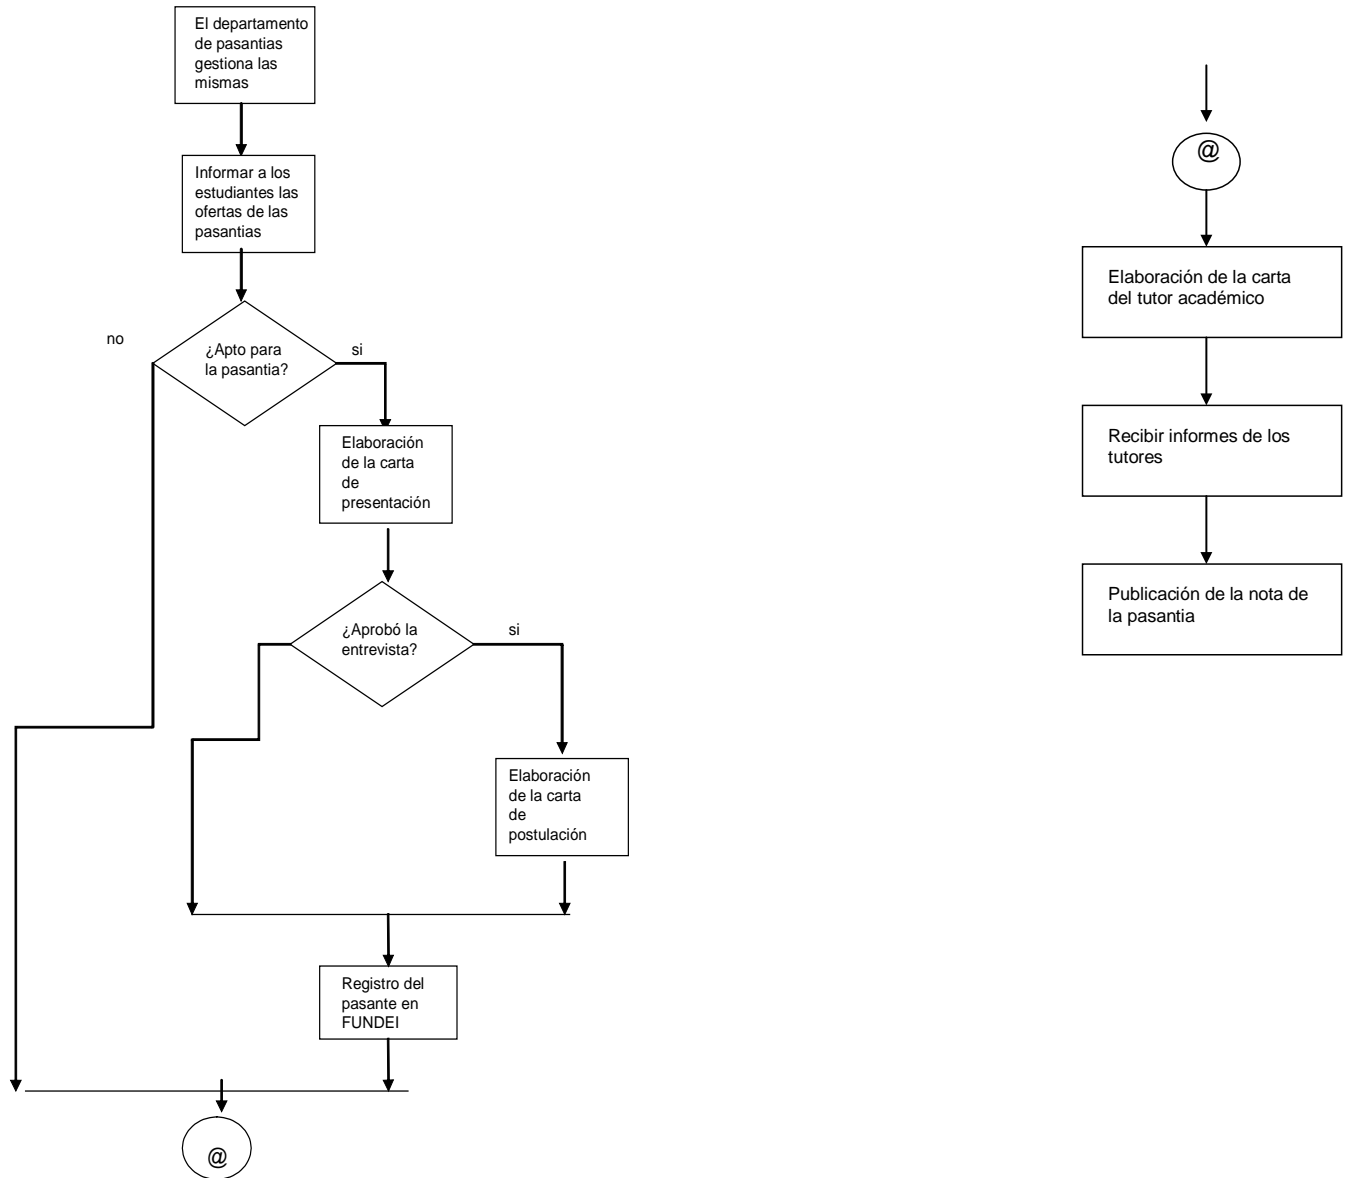 El departamento
de pasantias
gestiona las
mismas
Informar a los
estudiantes las
ofertas de las
pasantias
no
¿Apto para
la pasantia?
si
Elaboración
de la carta
de
presentación
¿Aprobó la
entrevista?
si
Elaboración
de la carta
de
postulación
Registro del
pasante en
FUNDEI
@
@
Elaboración de la carta
del tutor académico
Recibir informes de los
tutores
Publicación de la nota de
la pasantia